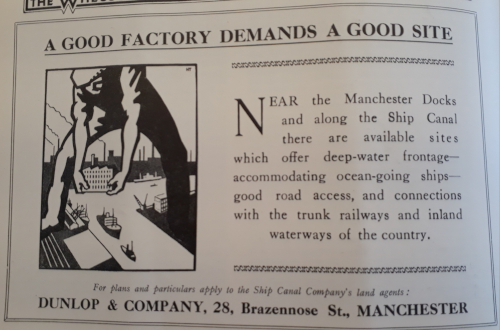 THE
A GOOD FACTORY DEMANDS A GOOD SITE
NEAR the Manchester Docks
and along the Ship Canal
there are available sites
which offer deep-water frontage—
accommodating ocean-going ships—
good road access, and connections
with the trunk railways and inland
waterways of the country.
For plans and particulars apply to the Ship Canal Company's land agents :
DUNLOP & COMPANY, 28, Brazennose St., MANCHESTER